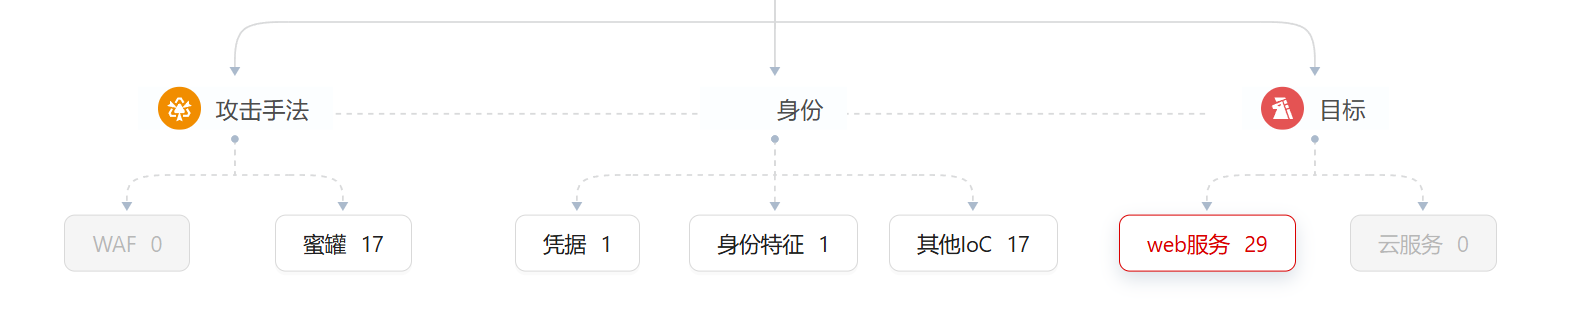 攻击手法
身份
目标
WAF 0
蜜罐 17
凭据 1
身份特征 1
其他IoC 17
web服务 29
云服务 0